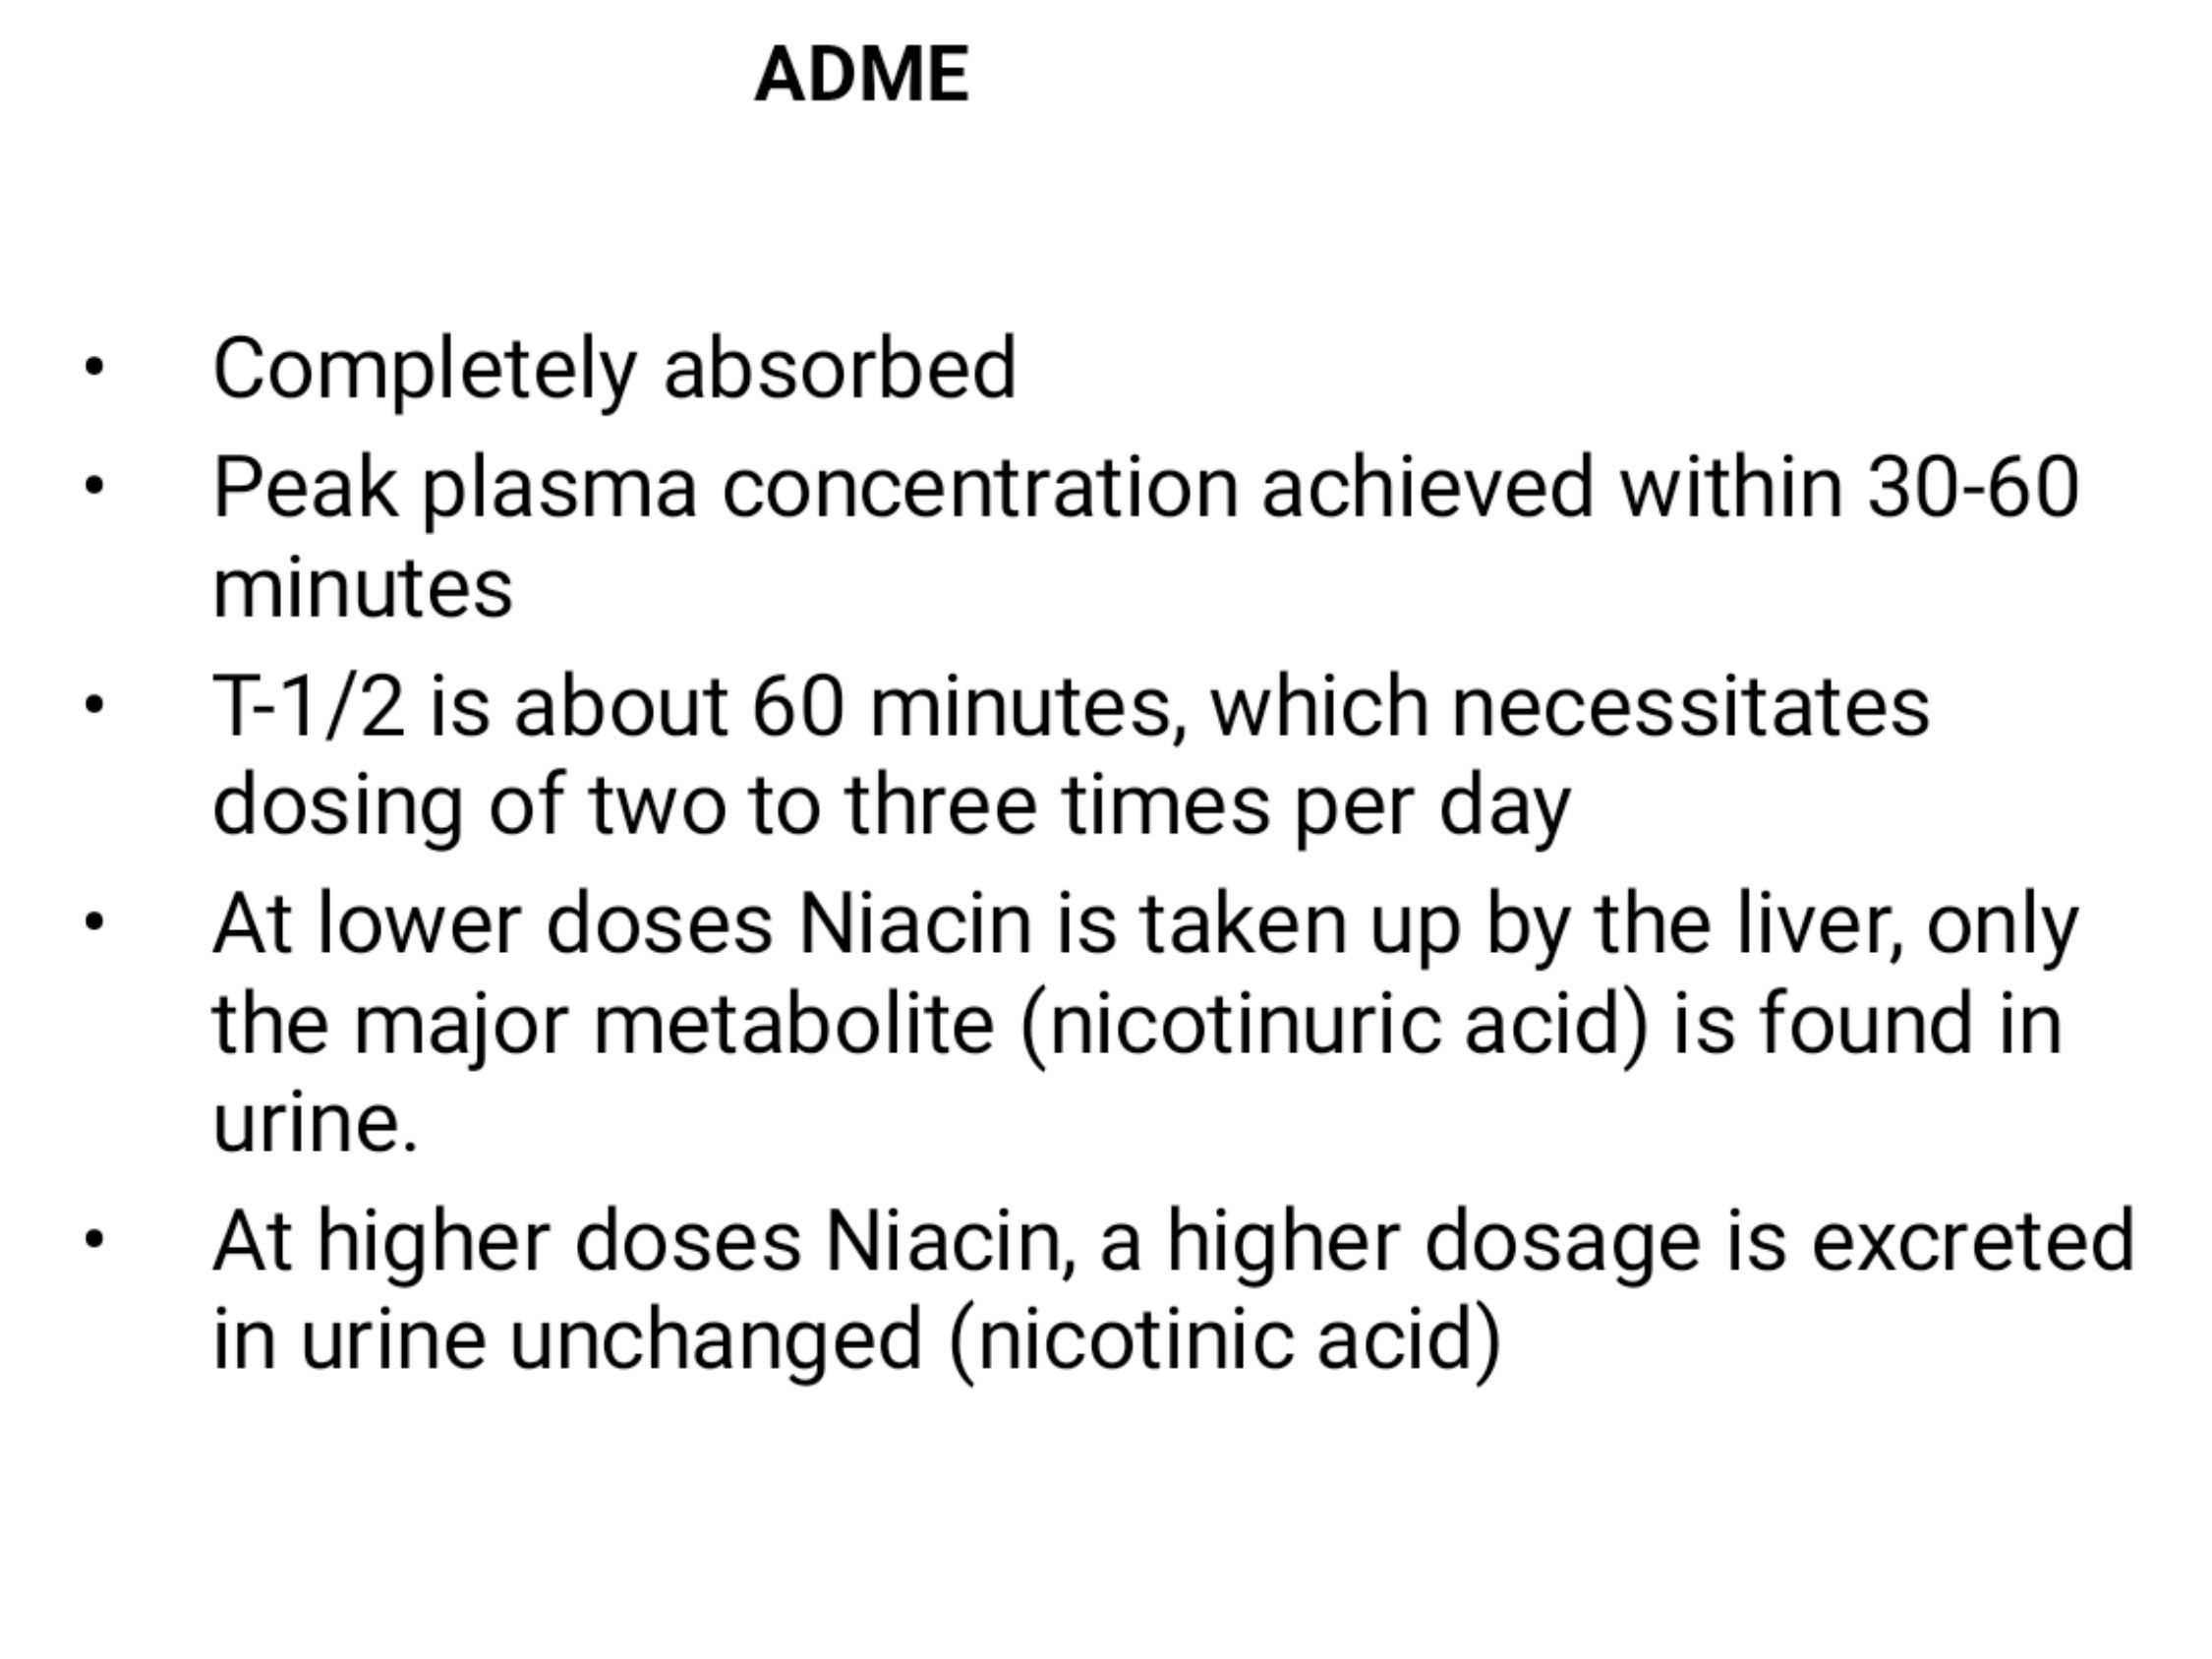 ADME
• Completely absorbed
• Peak plasma concentration achieved within 30-60
minutes
• T-1/2 is about 60 minutes, which necessitates
dosing of two to three times per day
• At lower doses Niacin is taken up by the liver, only
the major metabolite (nicotinuric acid) is found in
urine.
• At higher doses Niacin, a higher dosage is excreted
in urine unchanged (nicotinic acid)